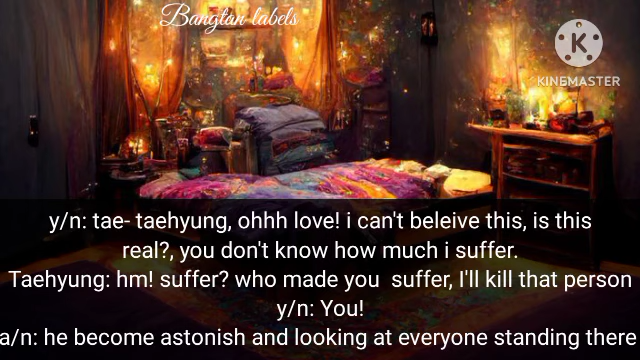 Bangtan labels
KINEMASTER
y/n: tae- taehyung, ohhh love! i can't beleive this, is this
real?, you don't know how much i suffer.
Taehyung: hm! suffer? who made you  suffer, I'll kill that person
y/n: You!
a/n: he become astonish and looking at everyone standing there